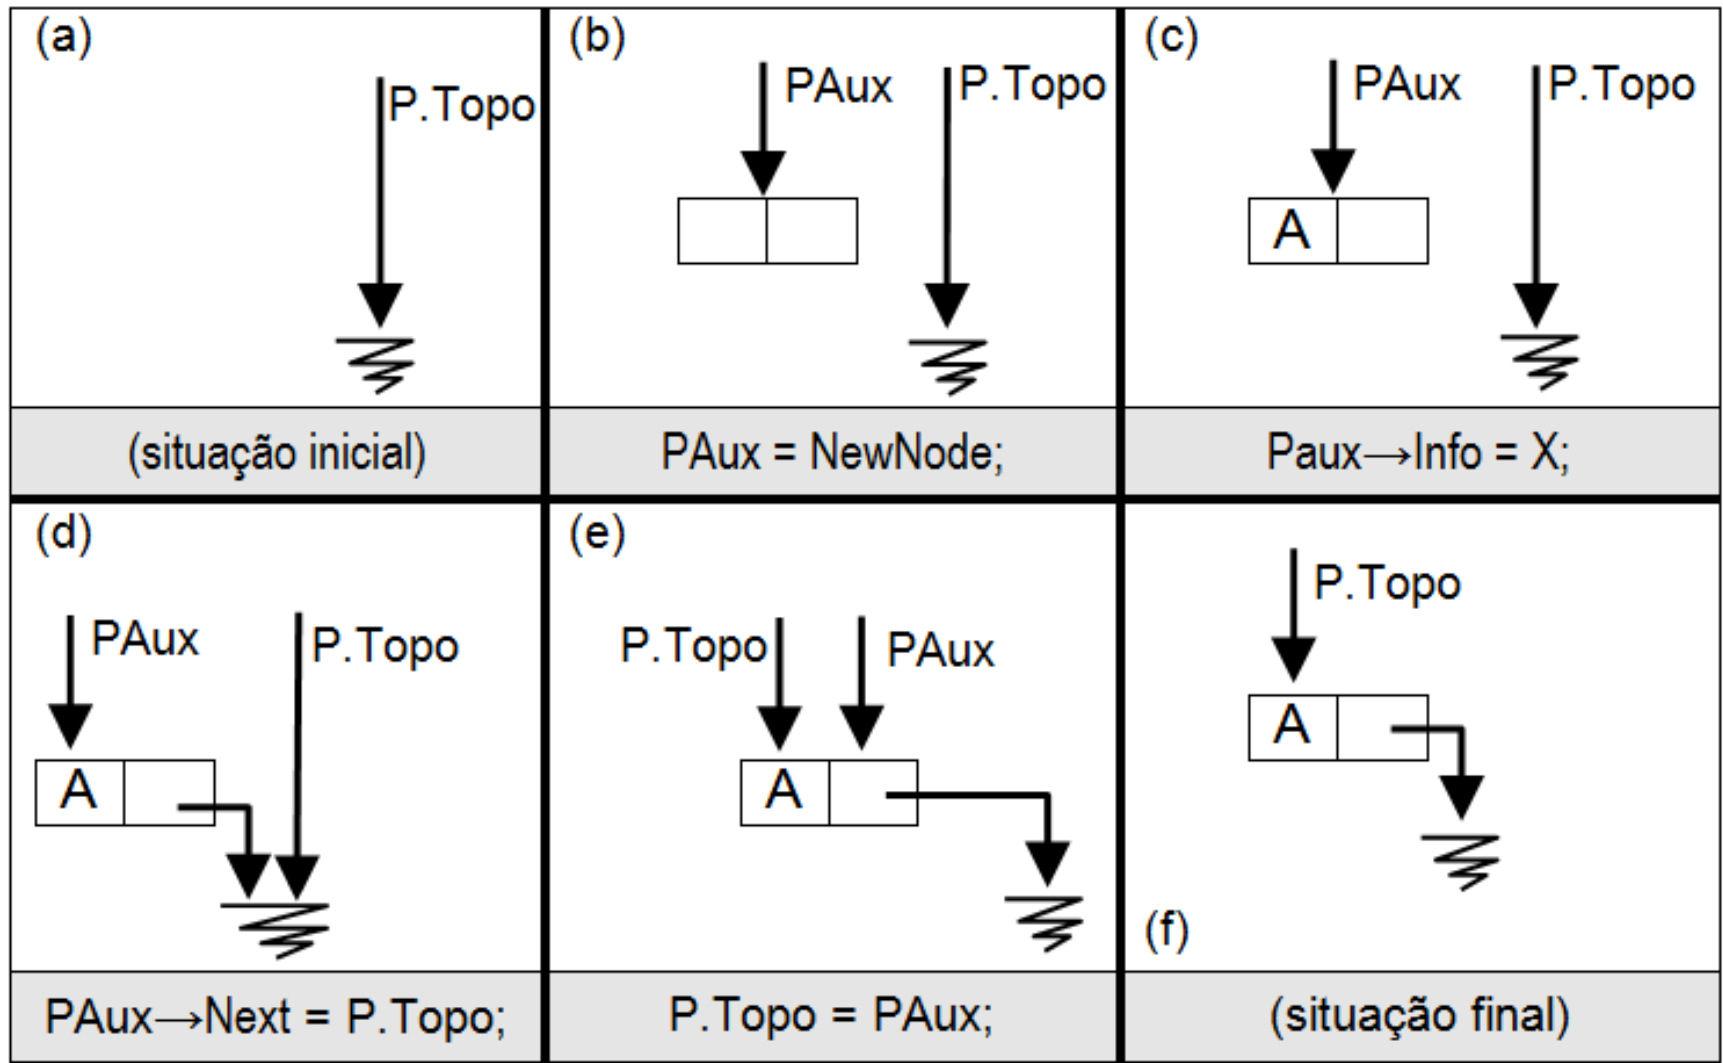 (a)
P.Topo
(situação inicial)
(b)
PAux
P.Topo
PAux = NewNode;
(c)
PAux
P.Topo
A
Paux→Info = X;
(d)
PAux
P.Topo
A
PAux→Next = P.Topo;
(e)
P.Topo
PAux
A
P.Topo = PAux;
P.Topo
A
(f)
(situação final)